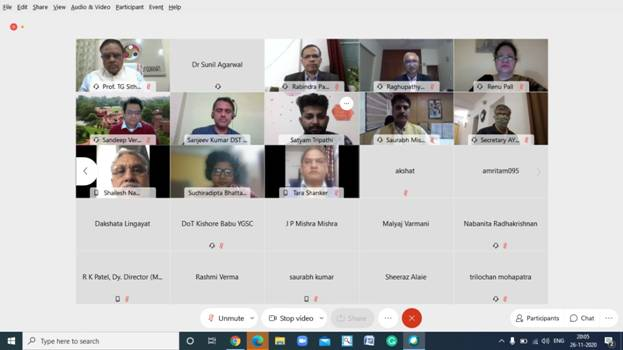 File Edit Share View Audio & Video Participant Event Help
Prof. TG Sith...
Dr Sunil Agarwal
Rabindra Pa...
Raghupathy...
Renu Pall
Sandeep Ver...
Sanjeev Kumar DST ...
Satyam Tripathi
Saurabh Mis...
Secretary AY...
Shailesh Na...
Suchiradipta Bhatta...
Tara Shanker
akshat
amritam095
Dakshata Lingayat
DoT Kishore Babu YGSC
J P Mishra Mishra
Malyaj Varmani
Nabanita Radhakrishnan
R K Patel, Dy. Director (M...
Rashmi Verma
saurabh kumar
Sheeraz Alaie
trilochan mohapatra
Unmute
Stop video
Share
Participants
Chat
Type here to search
ENG
20:05
26-11-2020